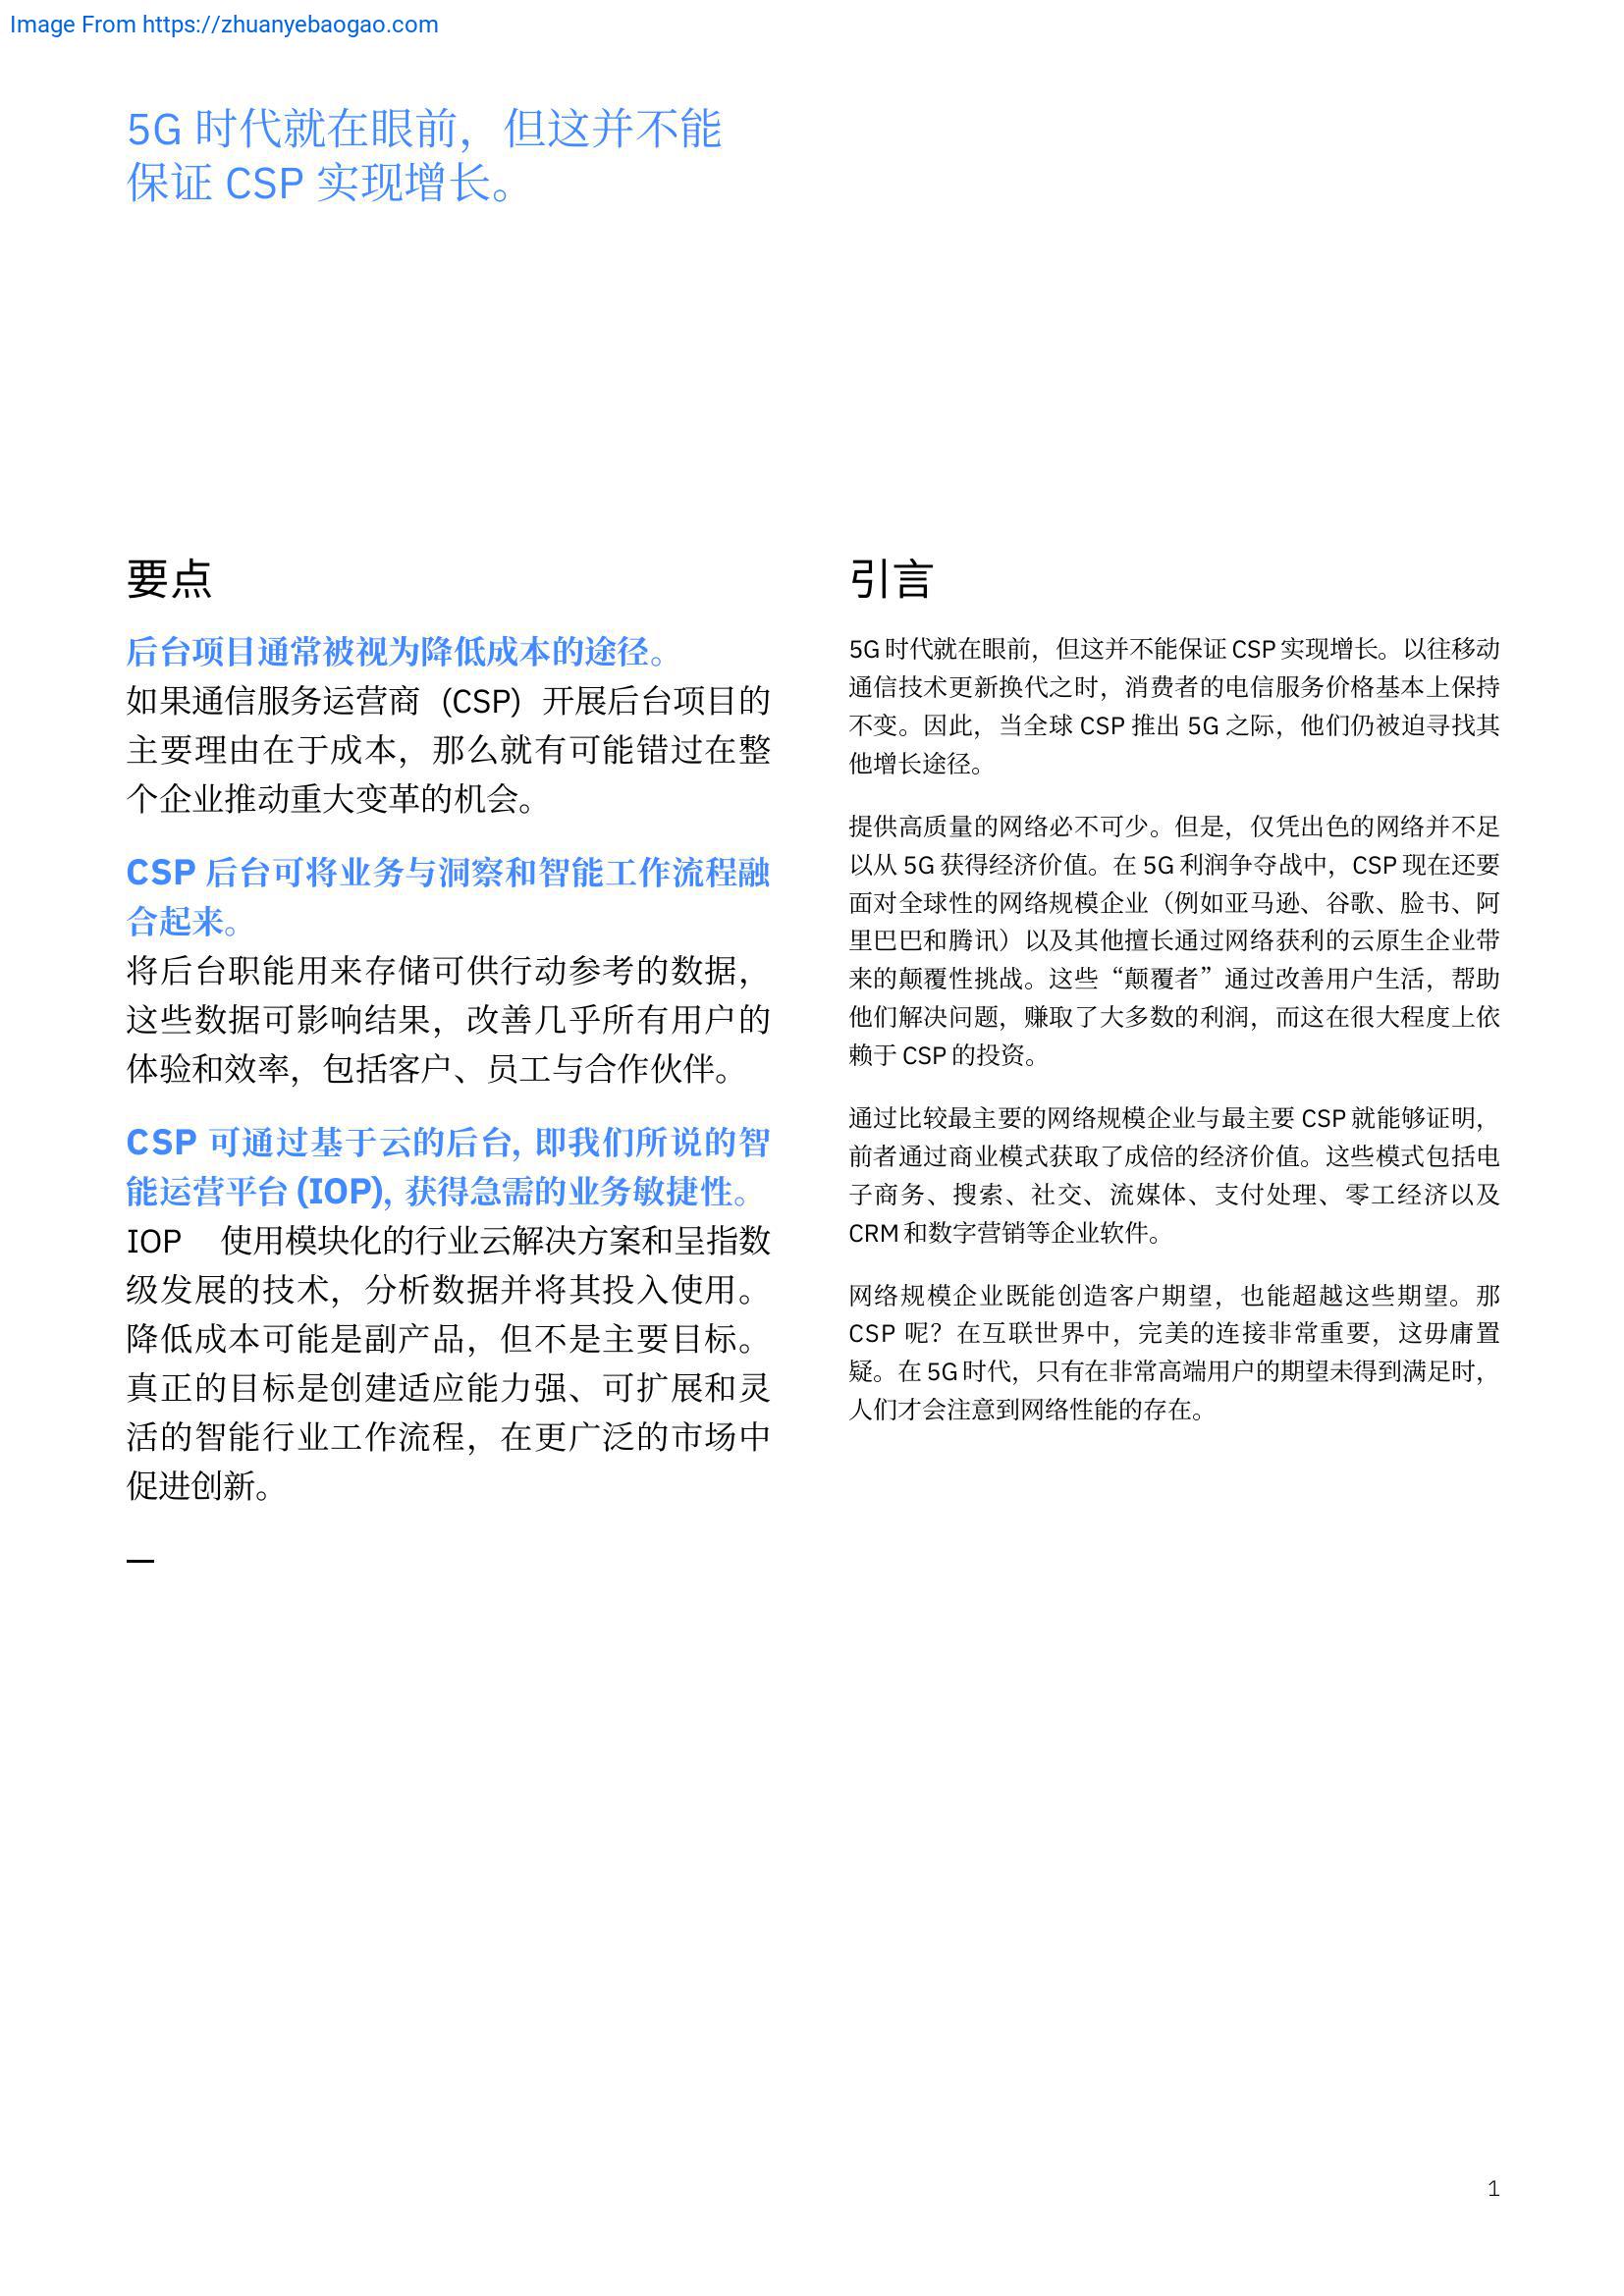 Image From https://zhuanyebaogao.com
5G 时代就在眼前，但这并不能
保证 CSP 实现增长。
要点
后台项目通常被视为降低成本的途径。
如果通信服务运营商（CSP）开展后台项目的
主要理由在于成本，那么就有可能错过在整
个企业推动重大变革的机会。
CSP 后台可将业务与洞察和智能工作流程融
合起来。
将后台职能用来存储可供行动参考的数据，
这些数据可影响结果，改善几乎所有用户的
体验和效率，包括客户、员工与合作伙伴。
CSP 可通过基于云的后台, 即我们所说的智
能运营平台 (IOP), 获得急需的业务敏捷性。
IOP 使用模块化的行业云解决方案和呈指数
级发展的技术，分析数据并将其投入使用。
降低成本可能是副产品，但不是主要目标。
真正的目标是创建适应能力强、可扩展和灵
活的智能行业工作流程，在更广泛的市场中
促进创新。
引言
5G 时代就在眼前，但这并不能保证 CSP 实现增长。以往移动
通信技术更新换代之时，消费者的电信服务价格基本上保持
不变。因此，当全球 CSP 推出 5G 之际，他们仍被迫寻找其
他增长途径。
提供高质量的网络必不可少。但是，仅凭出色的网络并不足
以从 5G 获得经济价值。在 5G 利润争夺战中，CSP 现在还要
面对全球性的网络规模企业（例如亚马逊、谷歌、脸书、阿
里巴巴和腾讯）以及其他擅长通过网络获利的云原生企业带
来的颠覆性挑战。这些“颠覆者”通过改善用户生活，帮助
他们解决问题，赚取了大多数的利润，而这在很大程度上依
赖于 CSP 的投资。
通过比较最主要的网络规模企业与最主要 CSP 就能够证明，
前者通过商业模式获取了成倍的经济价值。这些模式包括电
子商务、搜索、社交、流媒体、支付处理、零工经济以及
CRM 和数字营销等企业软件。
网络规模企业既能创造客户期望，也能超越这些期望。那
CSP 呢？在互联世界中，完美的连接非常重要，这毋庸置
疑。在 5G 时代，只有在非常高端用户的期望未得到满足时，
人们才会注意到网络性能的存在。
1